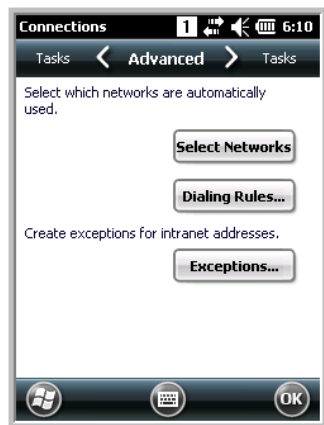 Connections 1 6:10
Tasks Advanced Tasks
Select which networks are automatically
used.
Select Networks
Dialing Rules...
Create exceptions for intranet addresses.
Exceptions...
OK